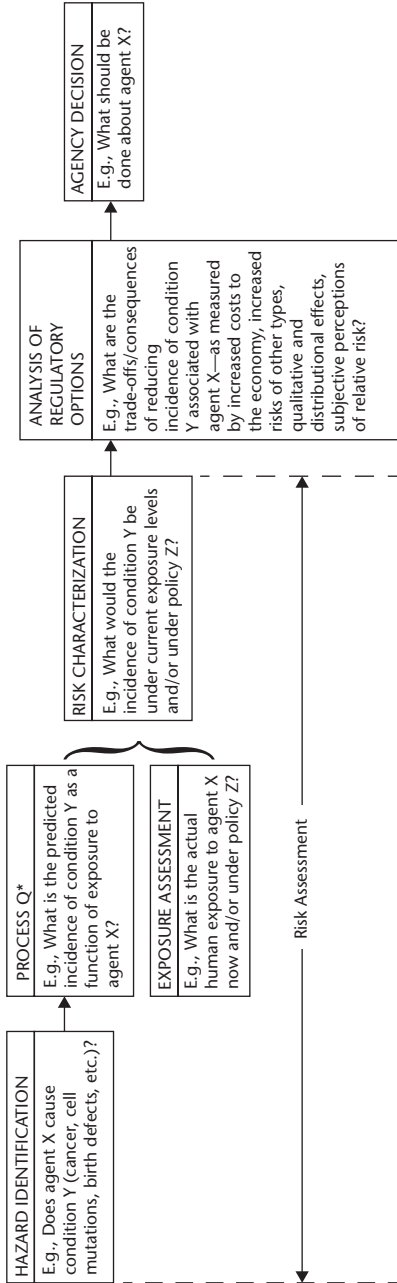 HAZARD IDENTIFICATION
E.g., Does agent X cause
condition Y (cancer, cell
mutations, birth defects, etc.)?
PROCESS Q*
E.g., What is the predicted
incidence of condition Y as a
function of exposure to
agent X?
EXPOSURE ASSESSMENT
E.g., What is the actual
human exposure to agent X
now and/or under policy Z?
RISK CHARACTERIZATION
E.g., What would the
incidence of condition Y be
under current exposure levels
and/or under policy Z?
ANALYSIS OF
REGULATORY
OPTIONS
E.g., What are the
trade-offs/consequences
of reducing
incidence of condition
Y associated with
agent X—as measured
by increased costs to
the economy, increased
risks of other types,
qualitative and
distributional effects,
subjective perceptions
of relative risk?
AGENCY DECISION
E.g., What should be
done about agent X?
Risk Assessment